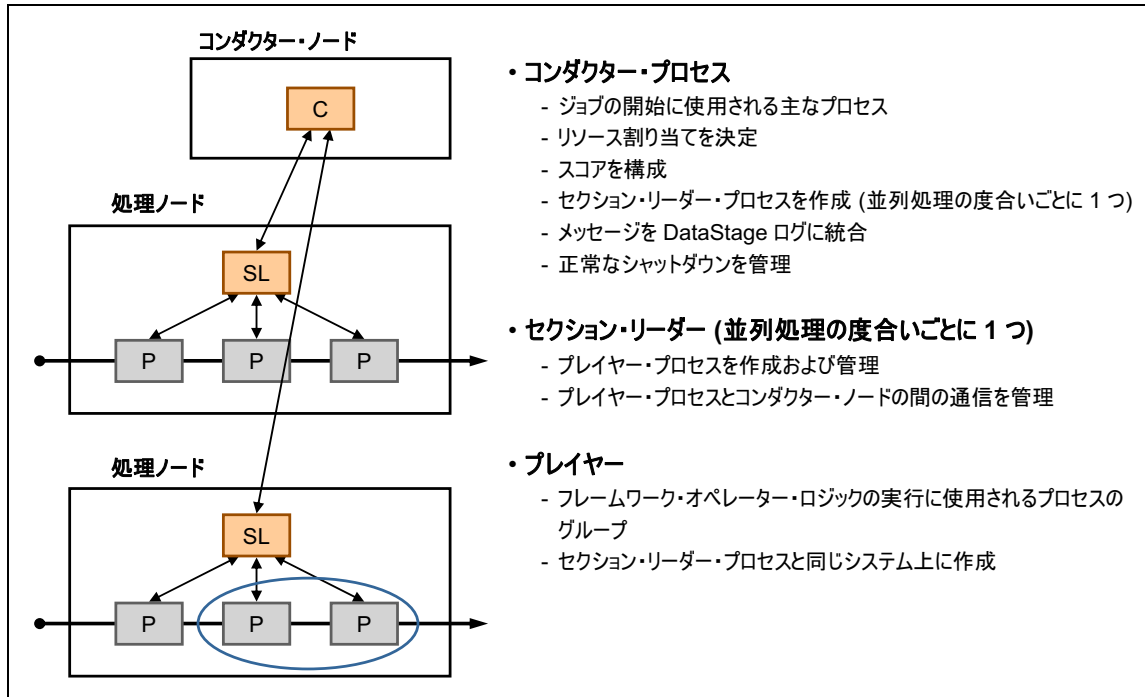 コンダクター・ノード
C
処理ノード
SL
P
P
P
処理ノード
SL
P
P
P
・コンダクター・プロセス
- ジョブの開始に使用される主なプロセス
- リソース割り当てを決定
- スコアを構成
- セクション・リーダー・プロセスを作成 (並列処理の度合いごとに 1 つ)
- メッセージを DataStage ログに統合
- 正常なシャットダウンを管理
・セクション・リーダー (並列処理の度合いごとに 1 つ)
- プレイヤー・プロセスを作成および管理
- プレイヤー・プロセスとコンダクター・ノードの間の通信を管理
・プレイヤー
- フレームワーク・オペレーター・ロジックの実行に使用されるプロセスの
グループ
- セクション・リーダー・プロセスと同じシステム上に作成